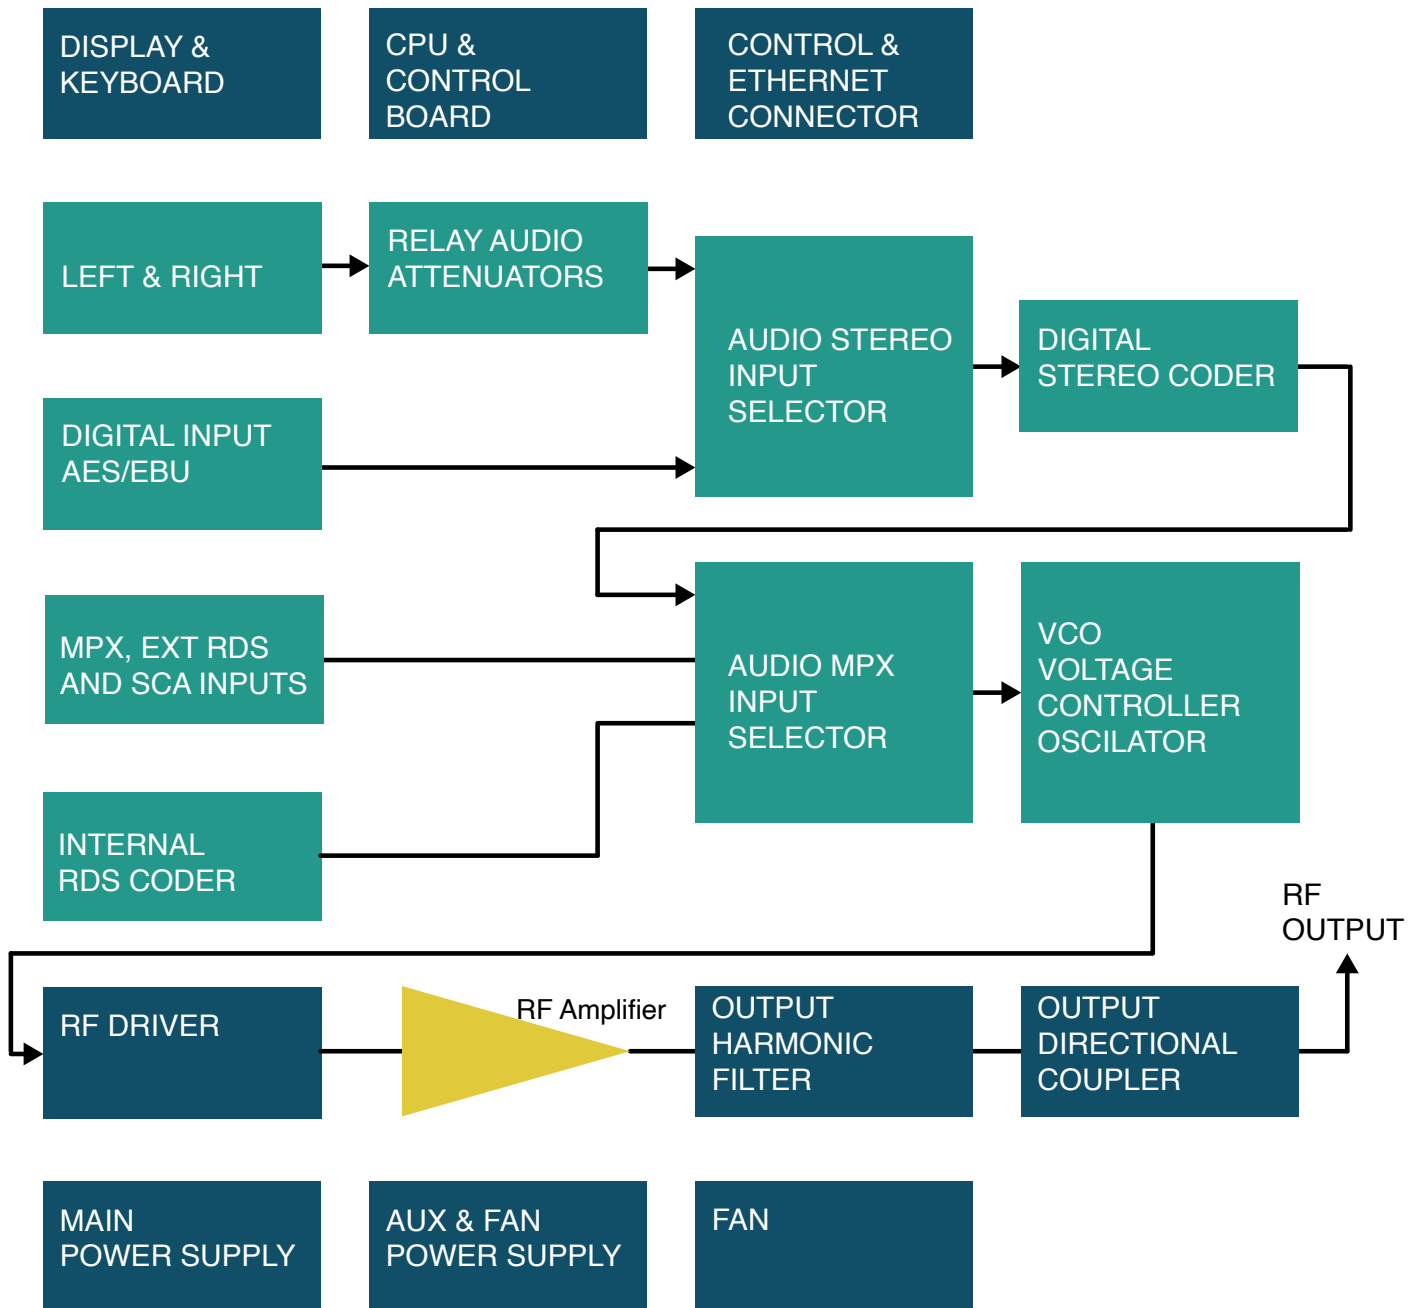 DISPLAY &
KEYBOARD
CPU &
CONTROL
BOARD
CONTROL &
ETHERNET
CONNECTOR
LEFT & RIGHT
RELAY AUDIO
ATTENUATORS
AUDIO STEREO
INPUT
SELECTOR
DIGITAL
STEREO CODER
DIGITAL INPUT
AES/EBU
MPX, EXT RDS
AND SCA INPUTS
AUDIO MPX
INPUT
SELECTOR
VCO
VOLTAGE
CONTROLLER
OSCILATOR
INTERNAL
RDS CODER
RF
OUTPUT
RF DRIVER
RF Amplifier
OUTPUT
HARMONIC
FILTER
OUTPUT
DIRECTIONAL
COUPLER
MAIN
POWER SUPPLY
AUX & FAN
POWER SUPPLY
FAN